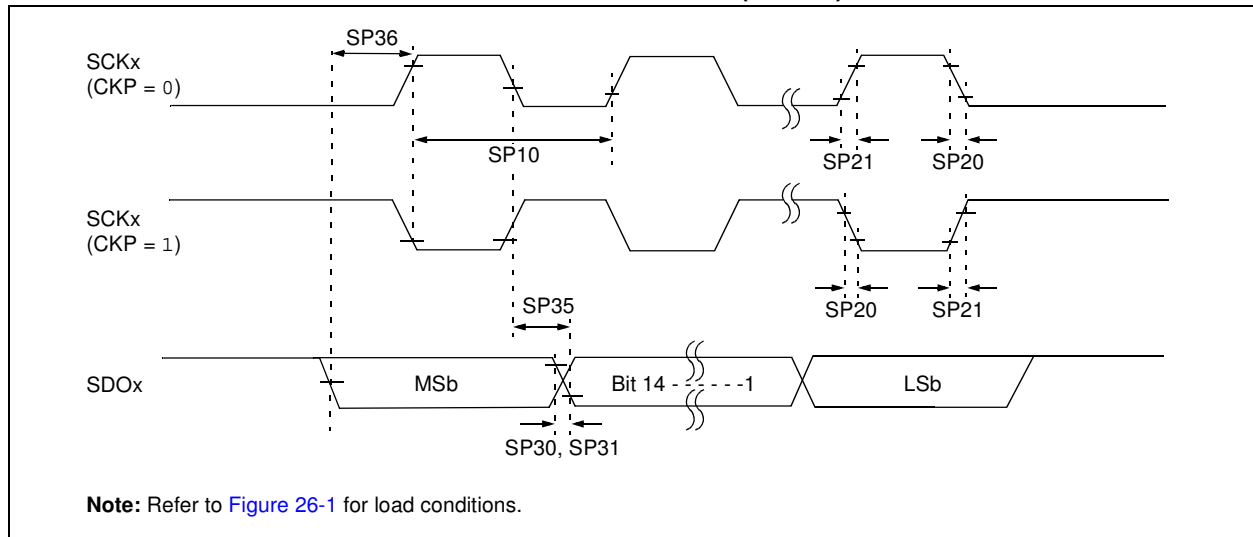 SP36
SCKx
(CKP = 0)
SP10
SP21
SP20
SCKx
(CKP = 1)
SP35
SP20
SP21
SDOx
MSb
Bit 14 - - - - - -1
LSb
SP30, SP31
Note: Refer to Figure 26-1 for load conditions.